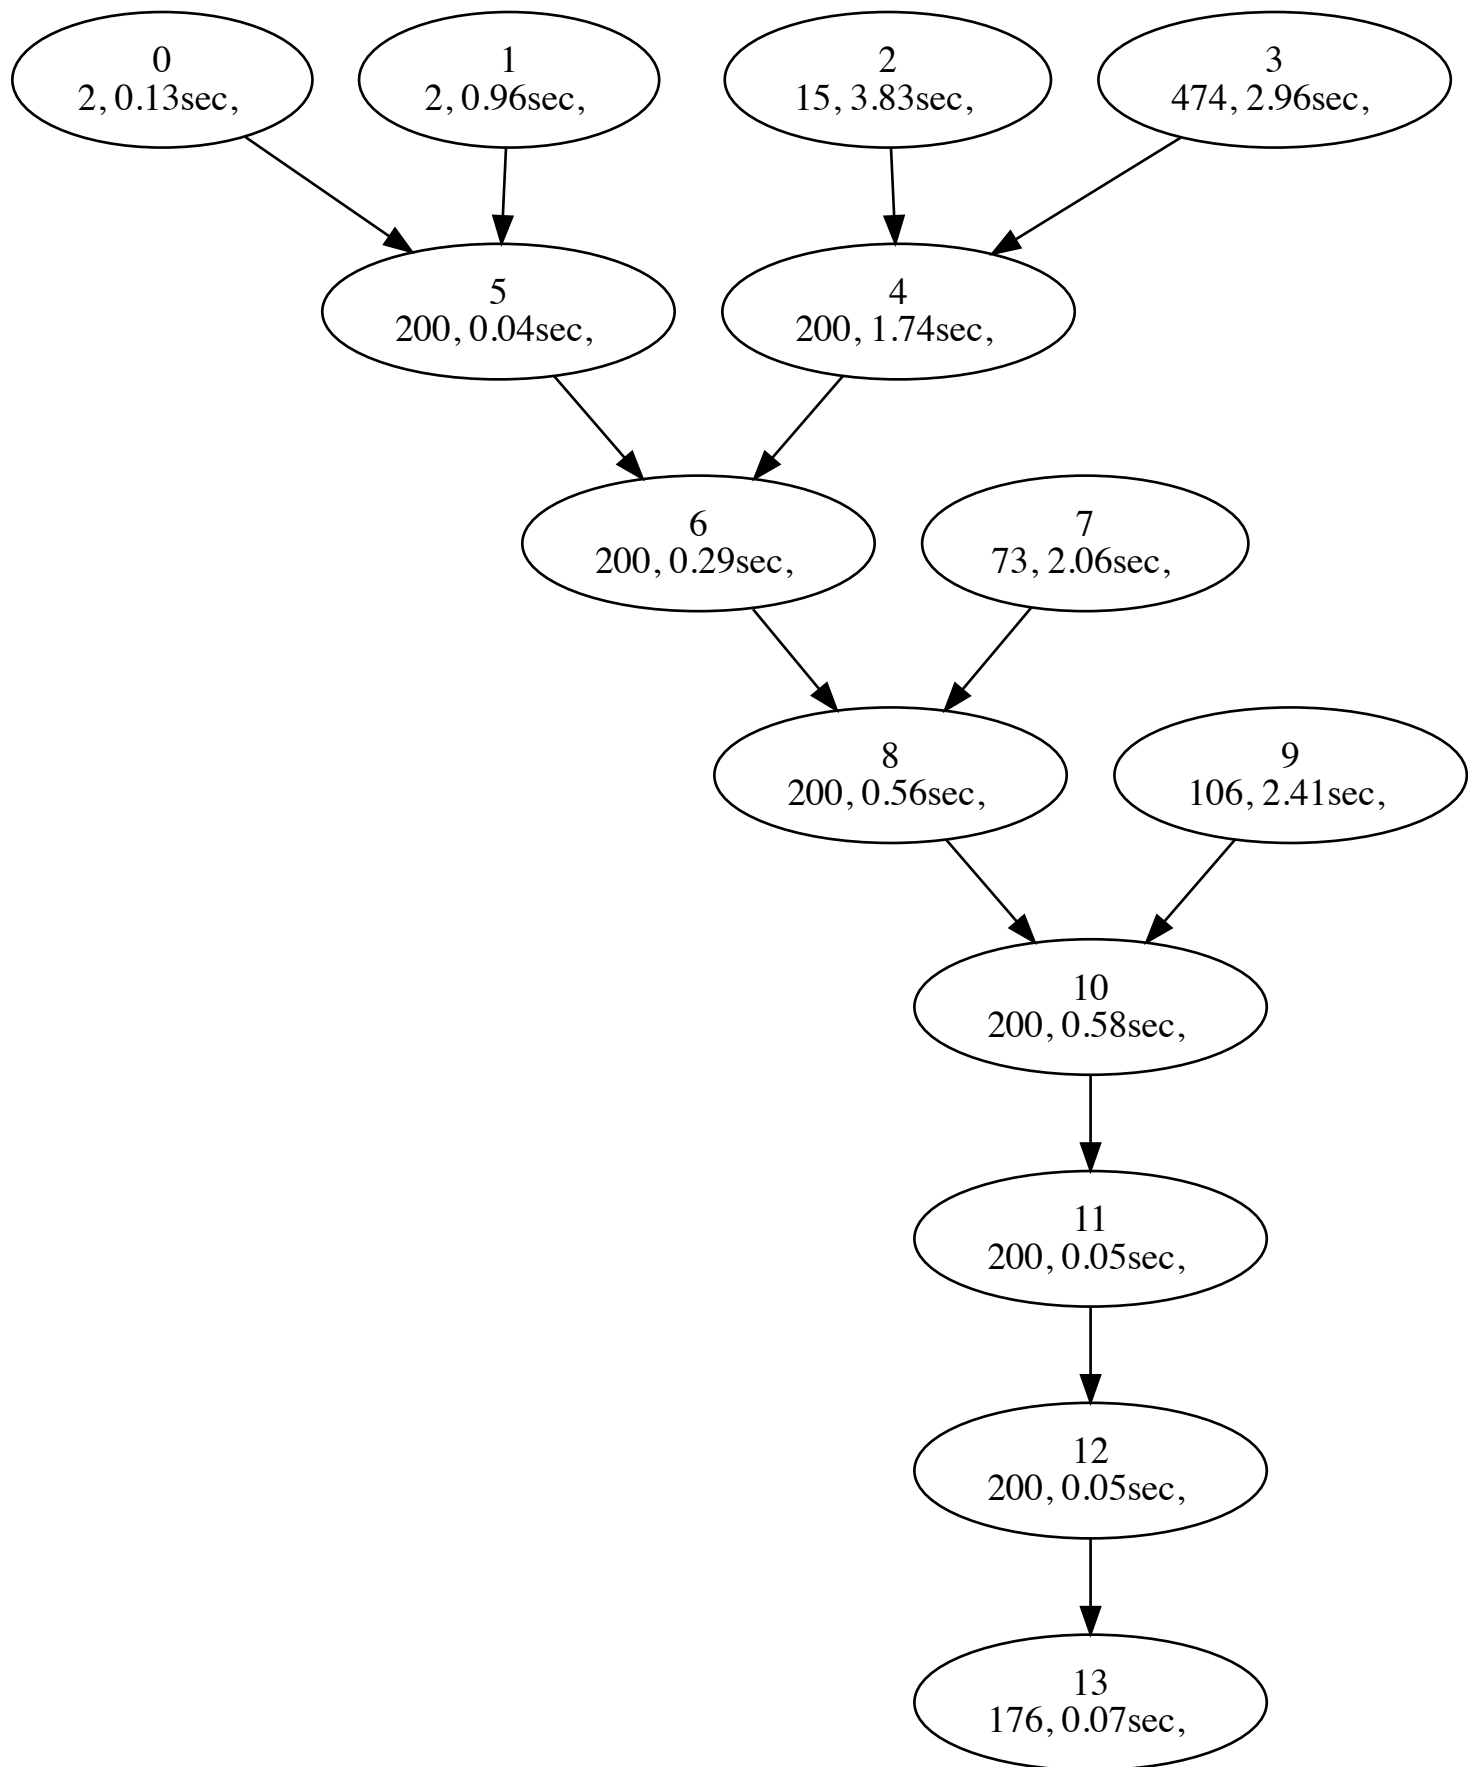 0
2, 0.13sec,
1
2, 0.96sec,
2
15, 3.83sec,
3
474, 2.96sec,
5
200, 0.04sec,
4
200, 1.74sec,
6
200, 0.29sec,
7
73, 2.06sec,
8
200, 0.56sec,
9
106, 2.41sec,
10
200, 0.58sec,
11
200, 0.05sec,
12
200, 0.05sec,
13
176, 0.07sec,